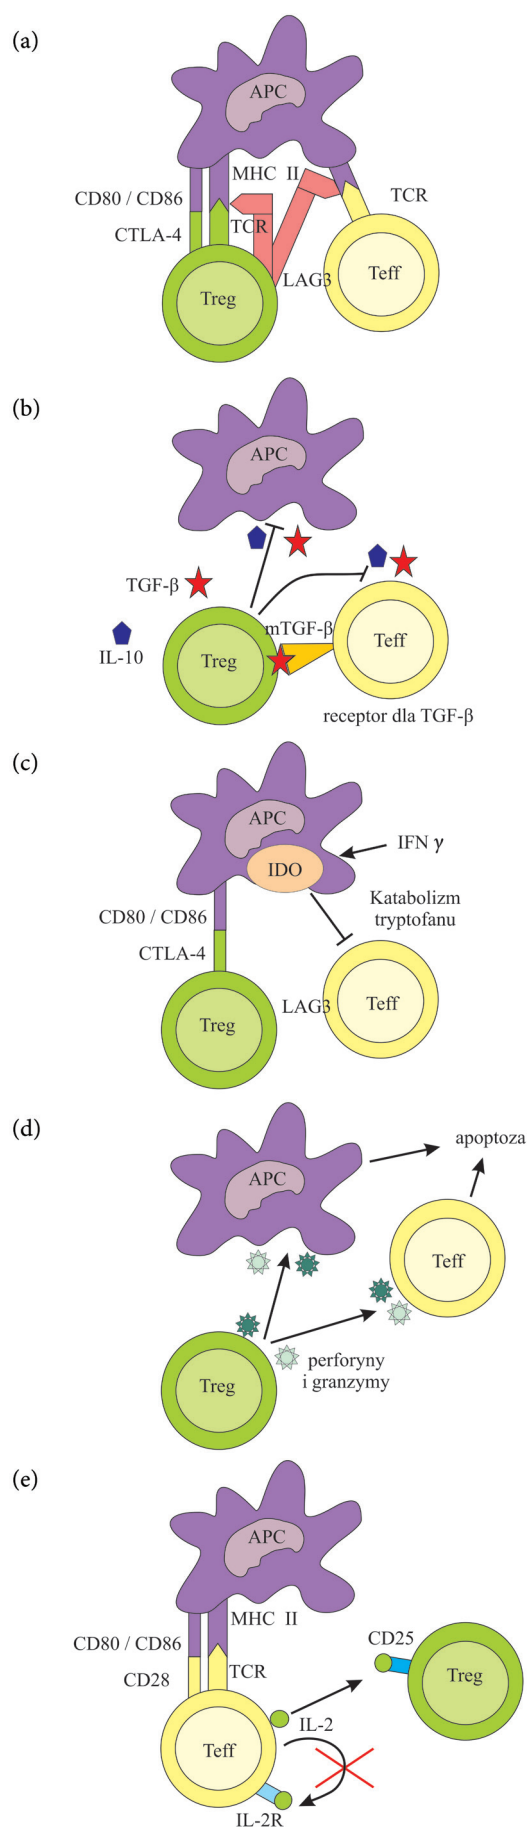 (a)
APC
MHC II
CD80 / CD86
TCR
TCR
CTLA-4
LAG3
Treg
Teff
(b)
APC
TGF-β
mTGF-β
IL-10
Treg
Teff
receptor dla TGF-β
(c)
APC
IFN γ
IDO
Katabolizm
tryptofanu
CD80 / CD86
CTLA-4
LAG3
Treg
Teff
(d)
apoptoza
APC
Teff
perforyny
i granzymy
Treg
(e)
APC
MHC II
CD80 / CD86
CD25
CD28
TCR
Treg
IL-2
Teff
IL-2R